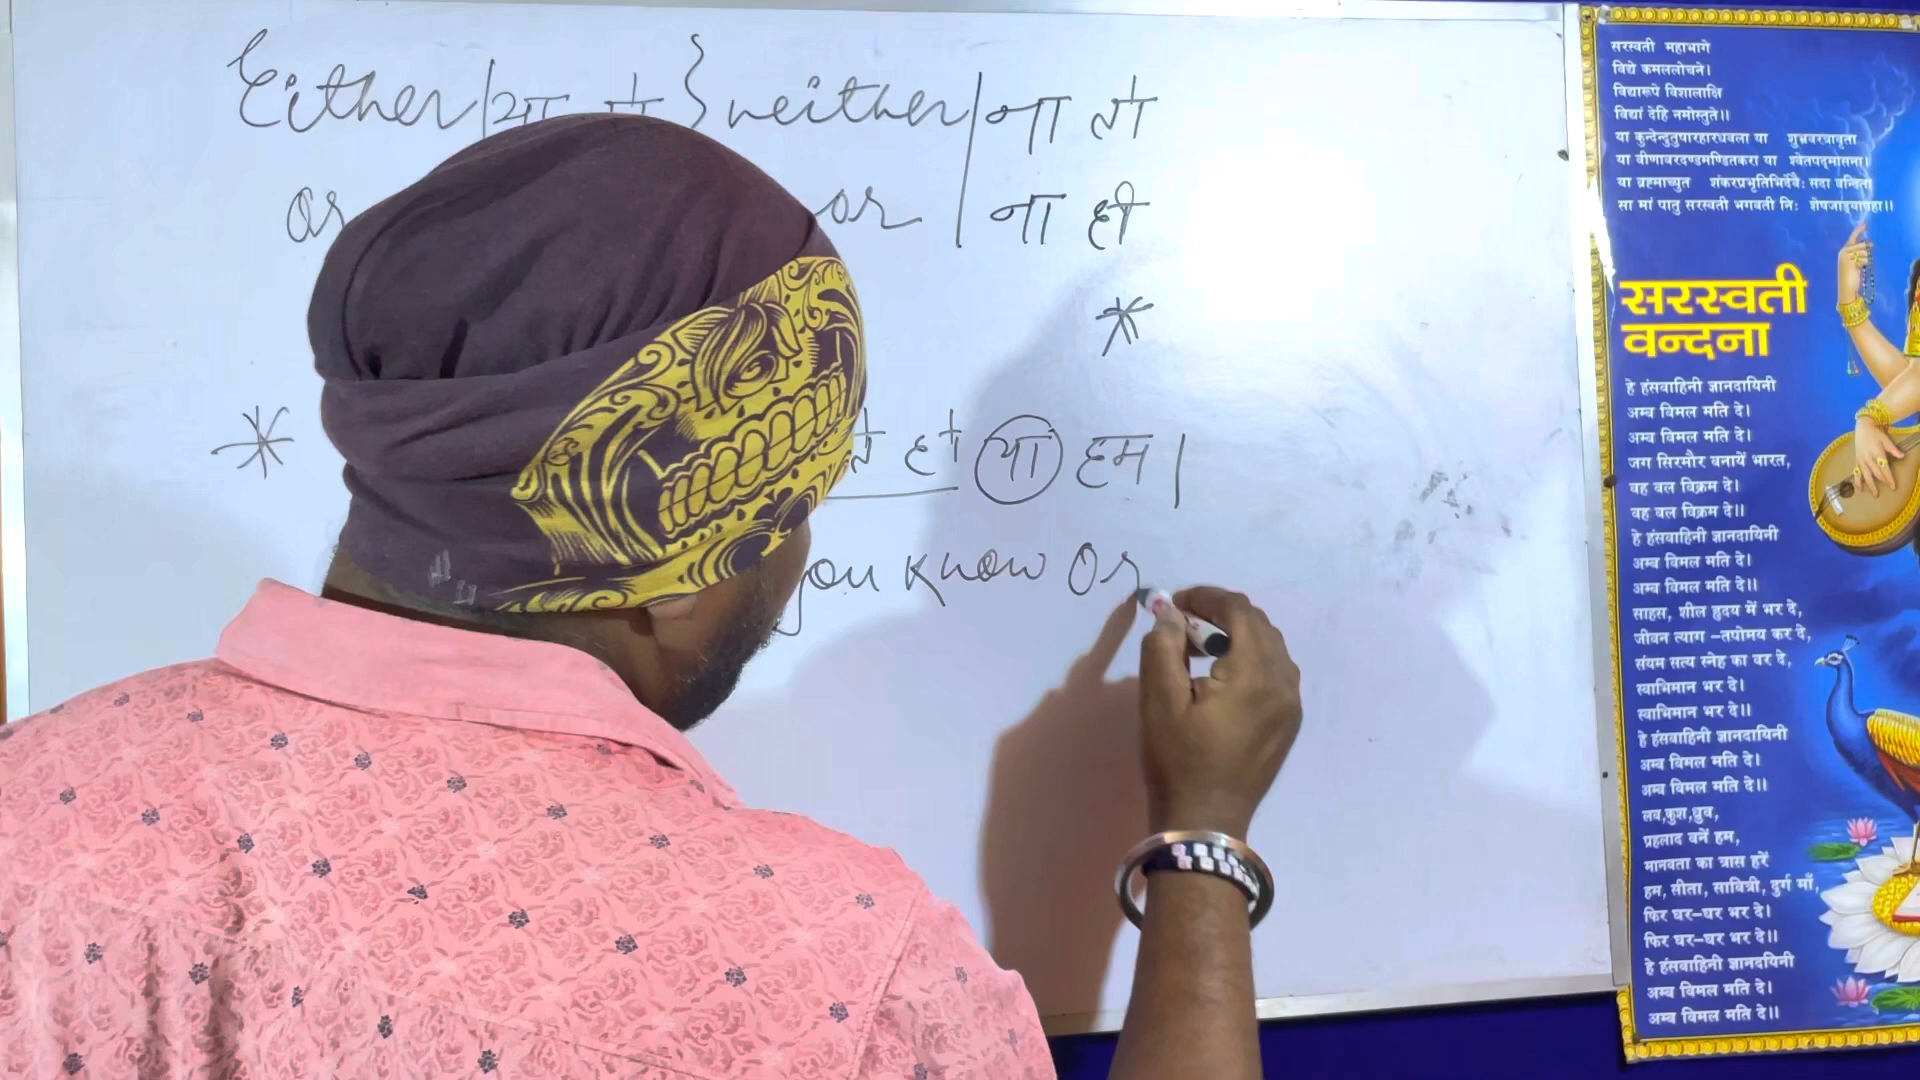 Either | या तो } neither | ना तो
or | ना ही
*
* हो या हम |
you know or
सरस्वती महाभागे
विद्ये कमललोचने।
विद्यारूपे विशालाक्षि
विद्यां देहि नमोस्तुते।।
या कुन्देन्दुतुषारहारधवला या शुभ्रवस्त्रावृता
या वीणावरदण्डमण्डितकरा या श्वेतपद्मासना।
या ब्रह्माच्युत शंकरप्रभृतिभिर्देवैः सदा वन्दिता
सा मां पातु सरस्वती भगवती निः शेषजाड्यापहा।।
सरस्वती
वन्दना
हे हंसवाहिनी ज्ञानदायिनी
अम्ब विमल मति दे।
अम्ब विमल मति दे।
जग सिरमौर बनायें भारत,
वह बल विक्रम दे।
वह बल विक्रम दे।।
हे हंसवाहिनी ज्ञानदायिनी
अम्ब विमल मति दे।
अम्ब विमल मति दे।।
साहस, शील हृदय में भर दे,
जीवन त्याग –तपोमय कर दे,
संयम सत्य स्नेह का वर दे,
स्वाभिमान भर दे।
स्वाभिमान भर दे।।
हे हंसवाहिनी ज्ञानदायिनी
अम्ब विमल मति दे।
अम्ब विमल मति दे।।
लव,कुश,ध्रुव,
प्रहलाद बनें हम,
मानवता का त्रास हरें
हम, सीता, सावित्री, दुर्ग माँ,
फिर घर–घर भर दे।
फिर घर–घर भर दे।।
हे हंसवाहिनी ज्ञानदयिनी
अम्ब विमल मति दे।
अम्ब विमल मति दे।।